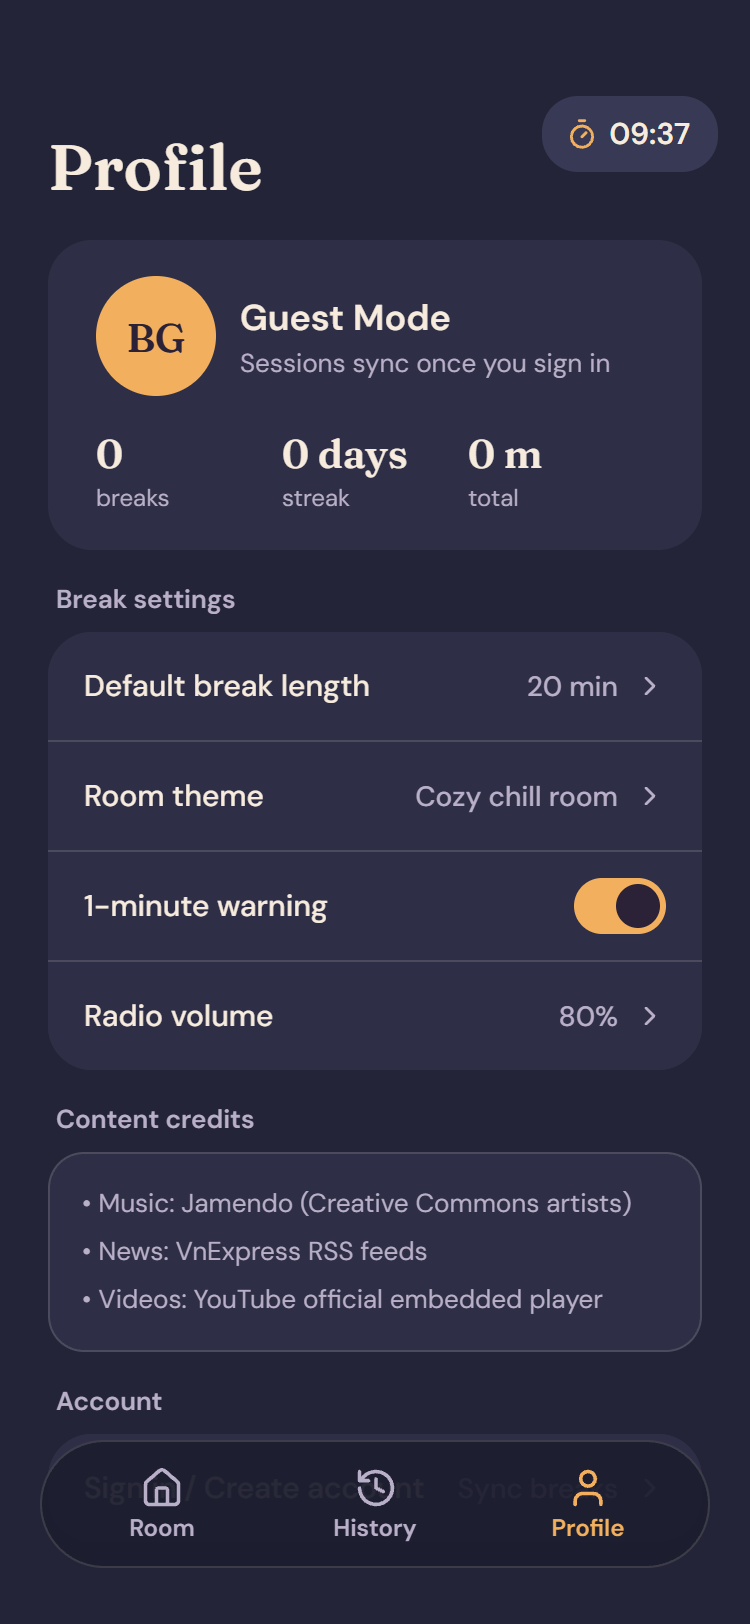 Profile
09:37
BG
Guest Mode
Sessions sync once you sign in
0
breaks
0 days
streak
0 m
total
Break settings
Default break length
20 min
Room theme
Cozy chill room
1-minute warning
Radio volume
80%
Content credits
• Music: Jamendo (Creative Commons artists)
• News: VnExpress RSS feeds
• Videos: YouTube official embedded player
Account
/ Create account
Sync
Room
History
Profile